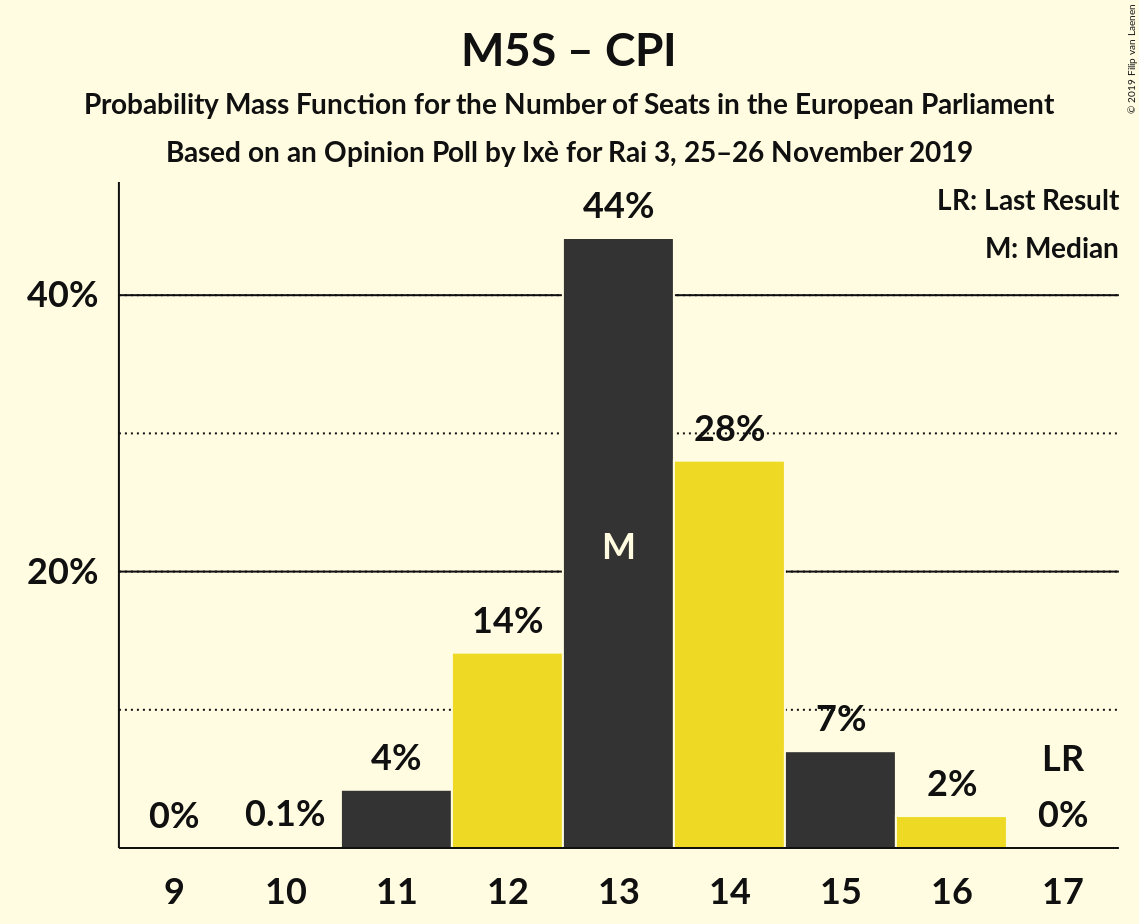 M5S – CPI
Probability Mass Function for the Number of Seats in the European Parliament
Based on an Opinion Poll by Ixè for Rai 3, 25–26 November 2019
© 2019 Filip van Laenen
LR: Last Result
M: Median
44%
40%
28%
M
20%
14%
7%
4%
LR
2%
0%
0.1%
0%
9 10 11 12 13 14 15 16 17